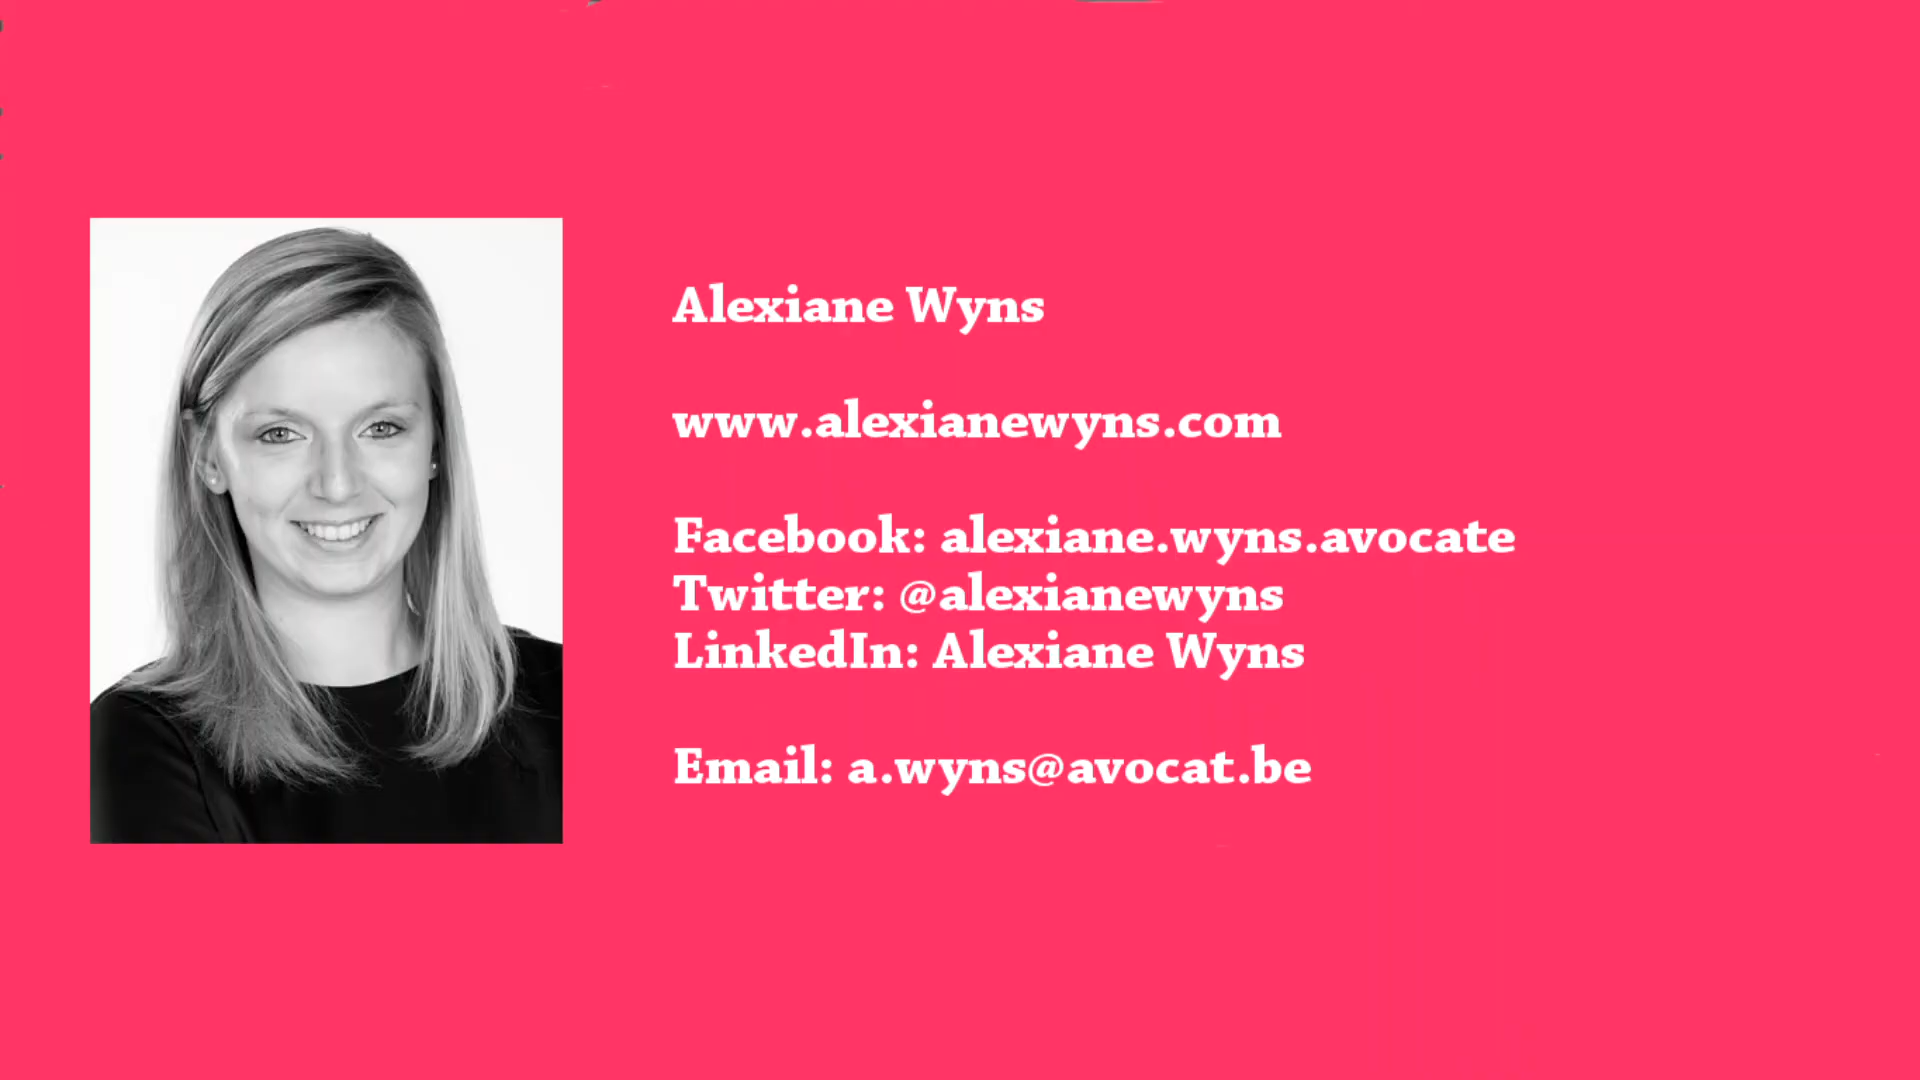 Alexiane Wyns
www.alexianewyns.com
Facebook: alexiane.wyns.avocate
Twitter: @alexianewyns
LinkedIn: Alexiane Wyns
Email: a.wyns@avocat.be